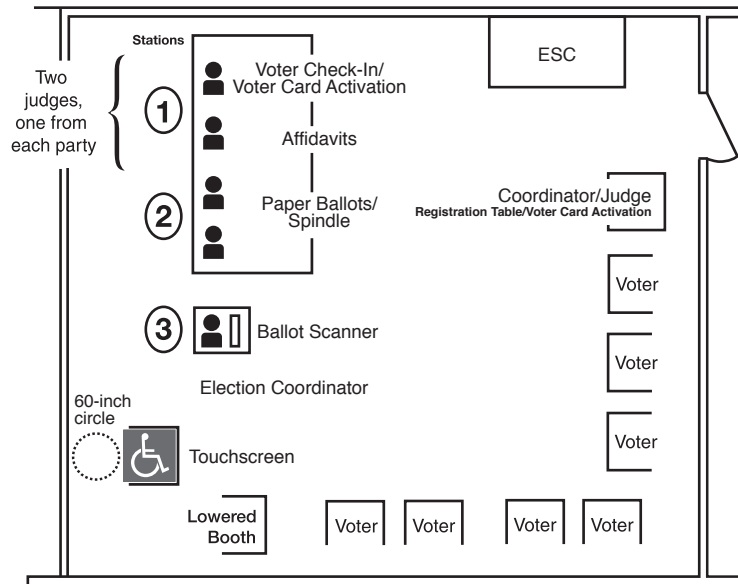 Stations
ESC
Two
judges,
one from
each party
1
Voter Check-In/
Voter Card Activation
Affidavits
2
Paper Ballots/
Spindle
Coordinator/Judge
Registration Table/Voter Card Activation
Voter
3
Ballot Scanner
Voter
Election Coordinator
60-inch
circle
Touchscreen
Voter
Lowered
Booth
Voter
Voter
Voter
Voter